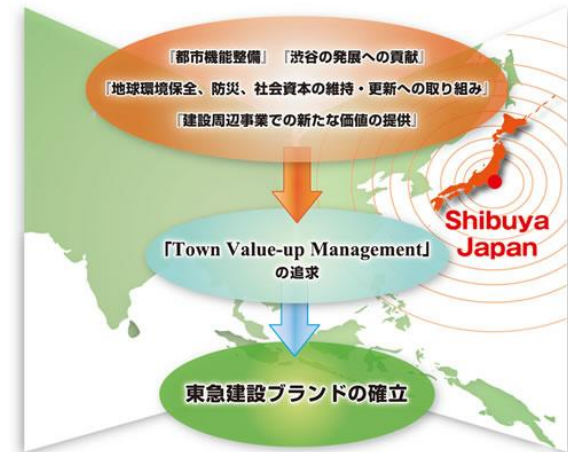 『都市機能整備』 『渋谷の発展への貢献』
『地球環境保全、防災、社会資本の維持・更新への取り組み』
『建設周辺事業での新たな価値の提供』
Shibuya
Japan
『Town Value-up Management』
の追求
東急建設ブランドの確立